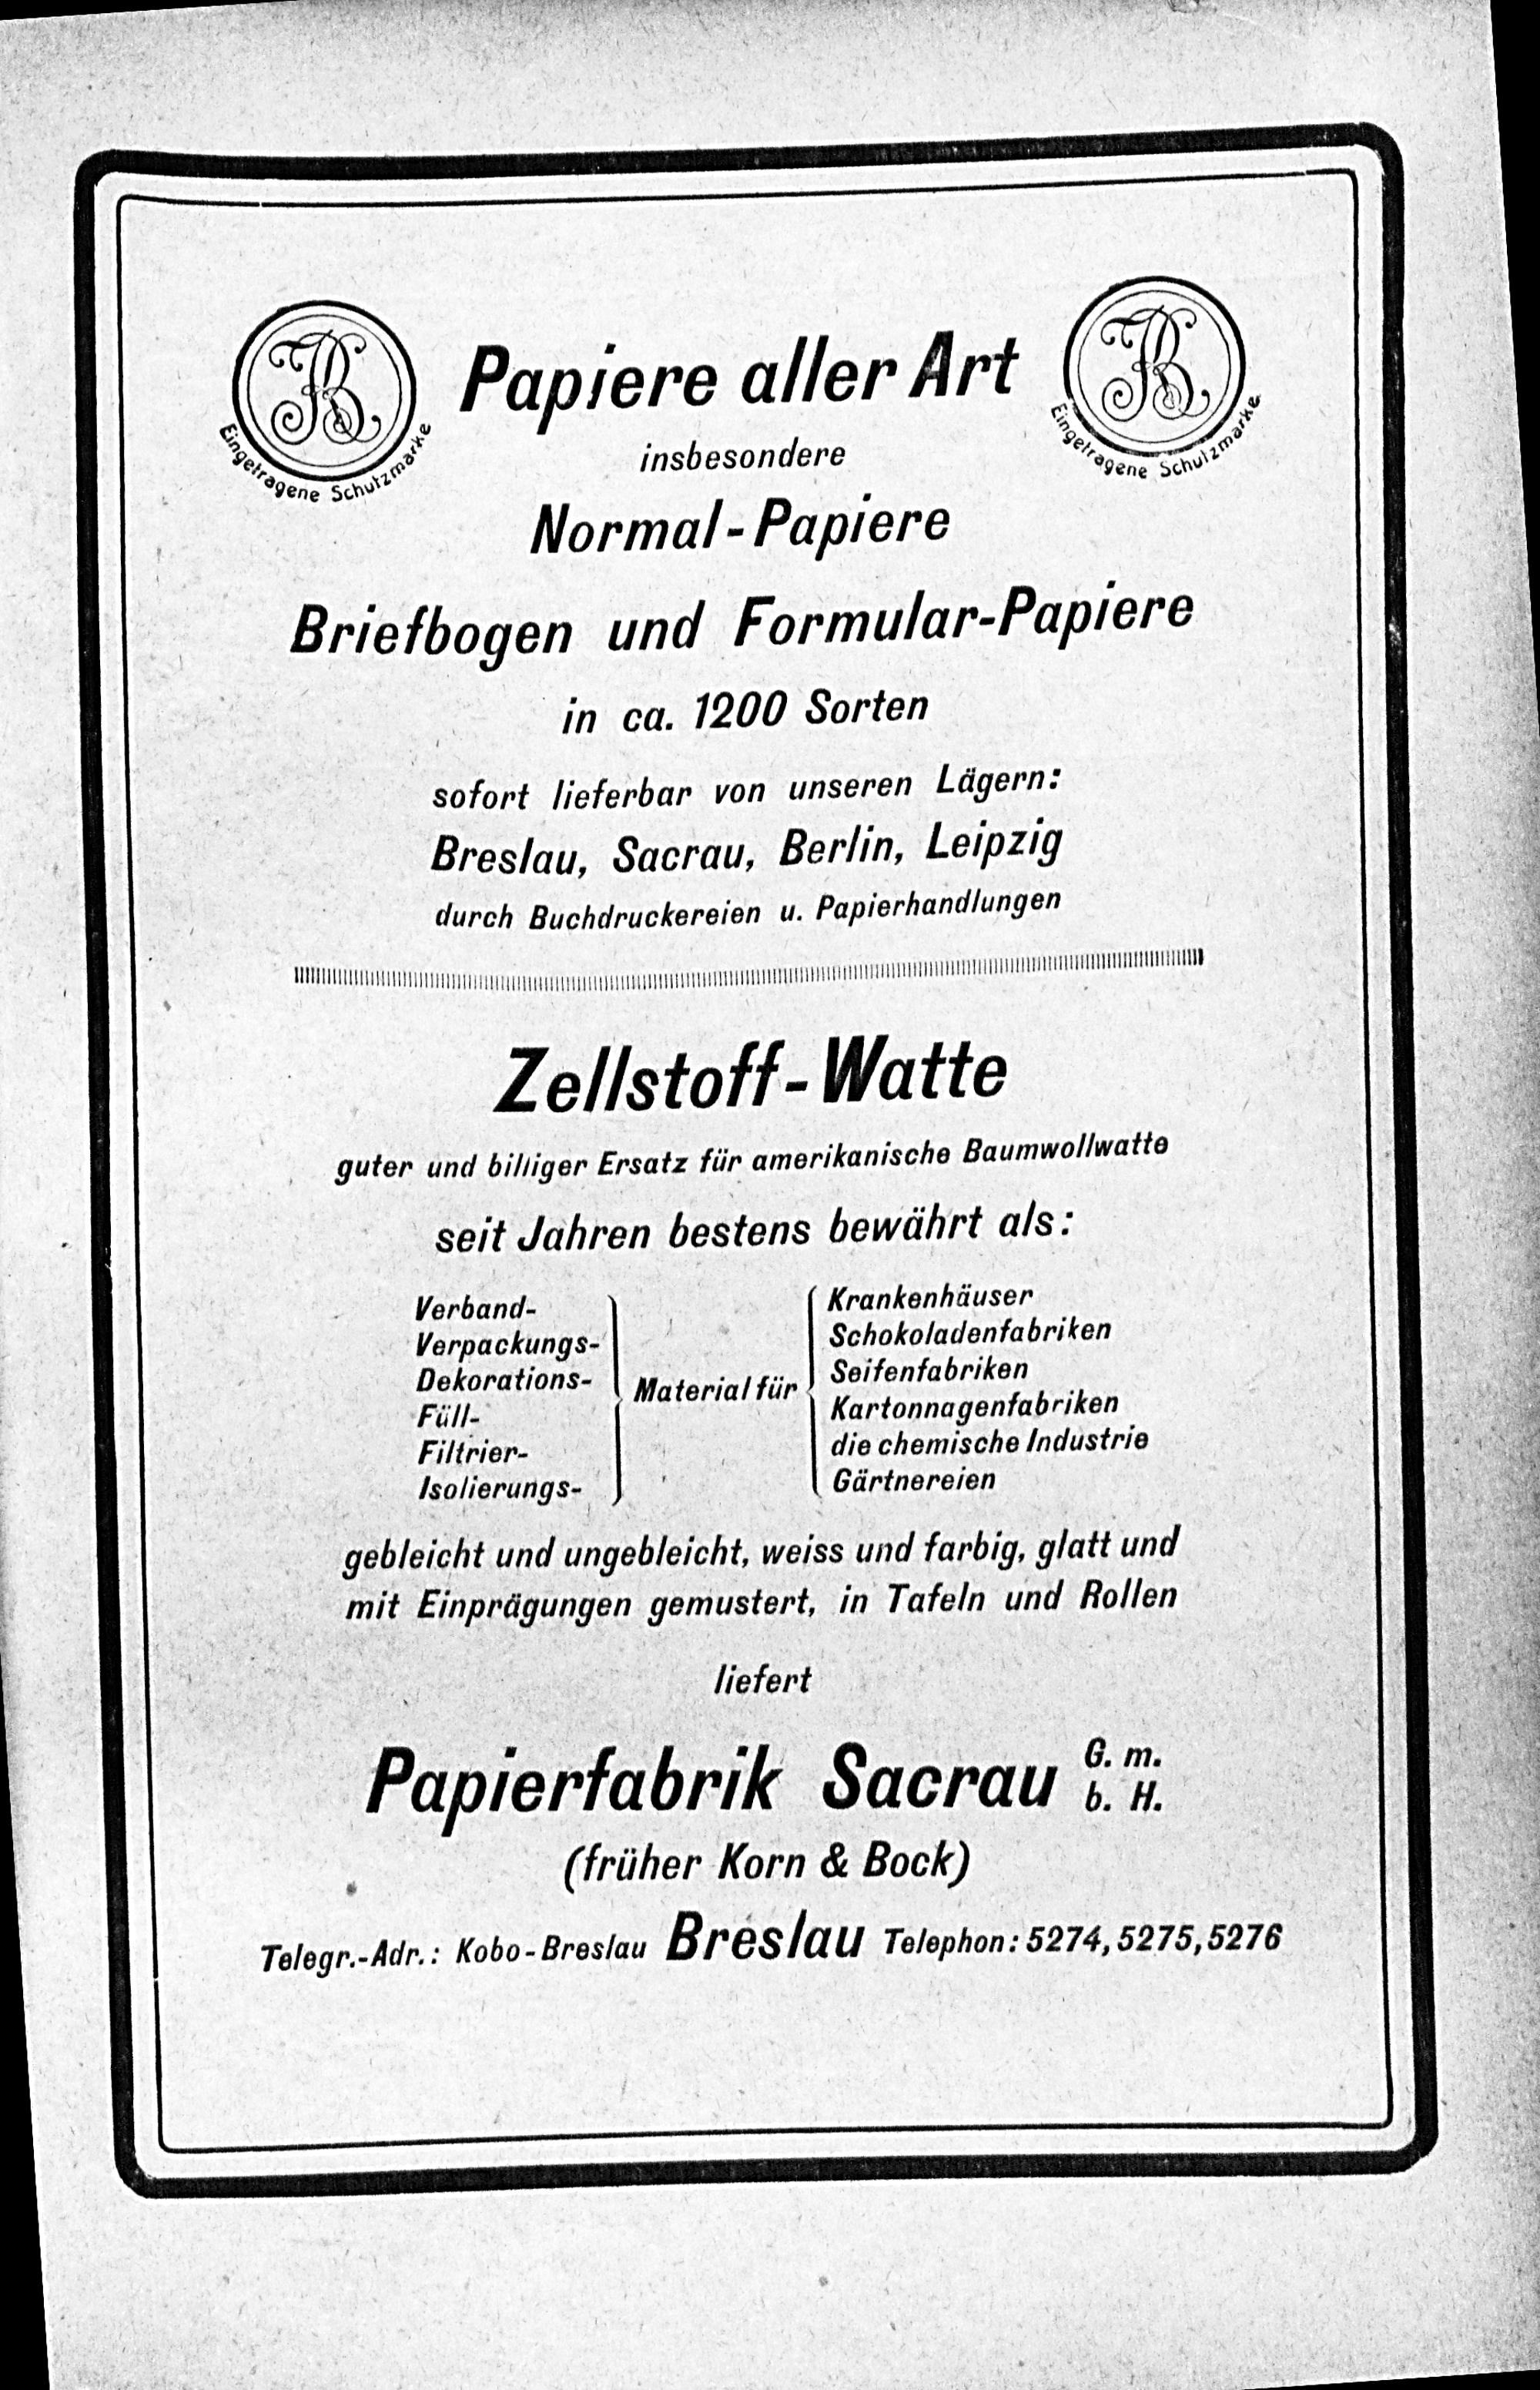 Papiere aller Art
Eingetragene Schutzmarke
Eingetragene Schutzmarke
insbesondere
Normal-Papiere
Briefbogen und Formular-Papiere
in ca. 1200 Sorten
sofort lieferbar von unseren Lägern:
Breslau, Sacrau, Berlin, Leipzig
durch Buchdruckereien u. Papierhandlungen
Zellstoff-Watte
guter und billiger Ersatz für amerikanische Baumwollwatte
seit Jahren bestens bewährt als:
Verband-
Verpackungs-
Dekorations-
Füll-
Filtrier-
Isolierungs-
Material für
Krankenhäuser
Schokoladenfabriken
Seifenfabriken
Kartonnagenfabriken
die chemische Industrie
Gärtnereien
gebleicht und ungebleicht, weiss und farbig, glatt und
mit Einprägungen gemustert, in Tafeln und Rollen
liefert
Papierfabrik Sacrau G. m. b. H.
(früher Korn & Bock)
Telegr.-Adr.: Kobo-Breslau Breslau Telephon: 5274, 5275, 5276